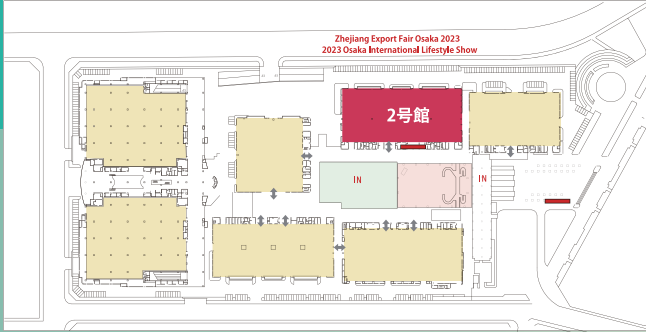 Zhejiang Export Fair Osaka 2023
2023 Osaka International Lifestyle Show
2号館
IN
IN